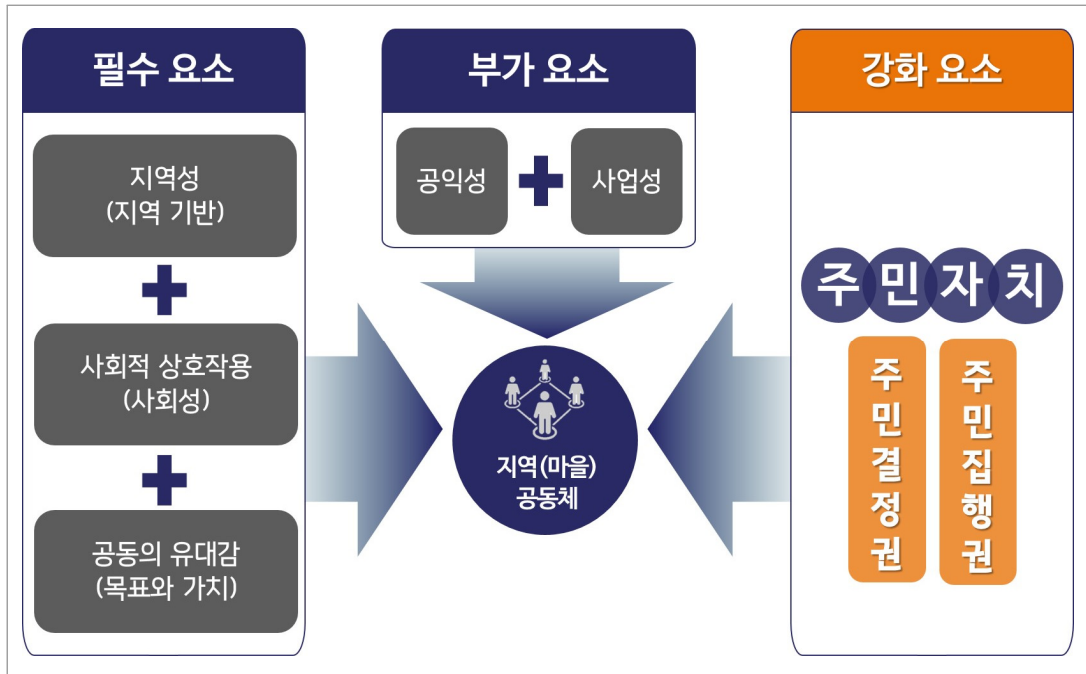 필수 요소
지역성
(지역 기반)
사회적 상호작용
(사회성)
공동의 유대감
(목표와 가치)
부가 요소
공익성
사업성
지역(마을)
공동체
강화 요소
주민자치
주민결정권
주민집행권